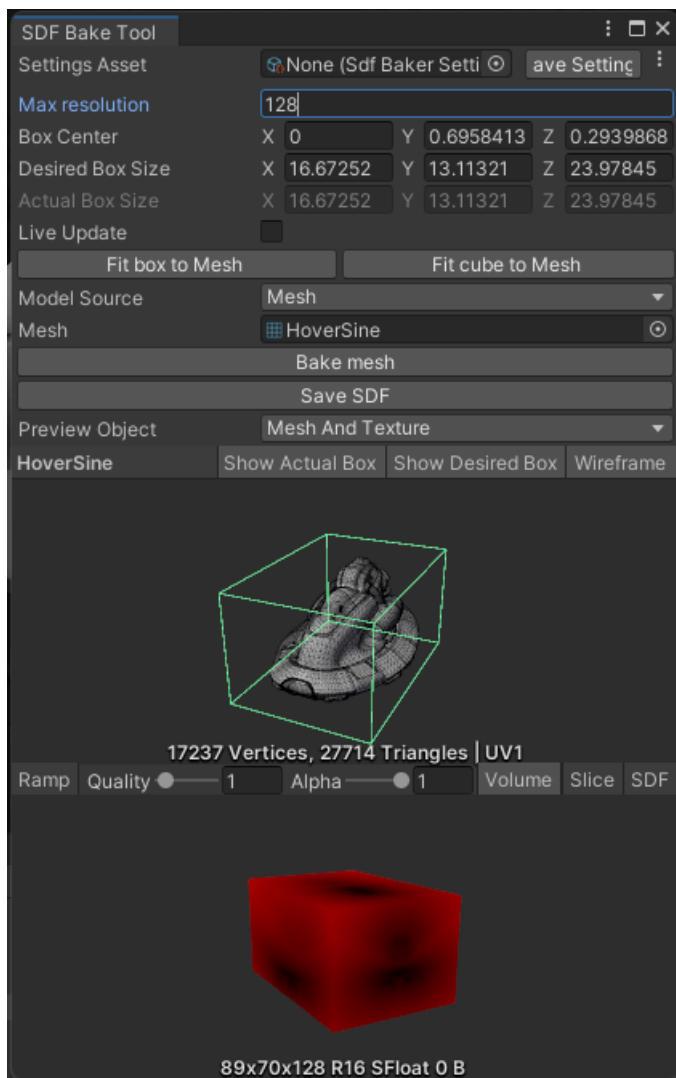 SDF Bake Tool
Settings Asset None (Sdf Baker Setti ave Setting
Max resolution 128
Box Center X 0 Y 0.6958413 Z 0.2939868
Desired Box Size X 16.67252 Y 13.11321 Z 23.97845
Actual Box Size X 16.67252 Y 13.11321 Z 23.97845
Live Update
Fit box to Mesh Fit cube to Mesh
Model Source Mesh
Mesh HoverSine
Bake mesh
Save SDF
Preview Object Mesh And Texture
HoverSine Show Actual Box Show Desired Box Wireframe
17237 Vertices, 27714 Triangles | UV1
Ramp Quality 1 Alpha 1 Volume Slice SDF
89x70x128 R16 SFloat 0 B